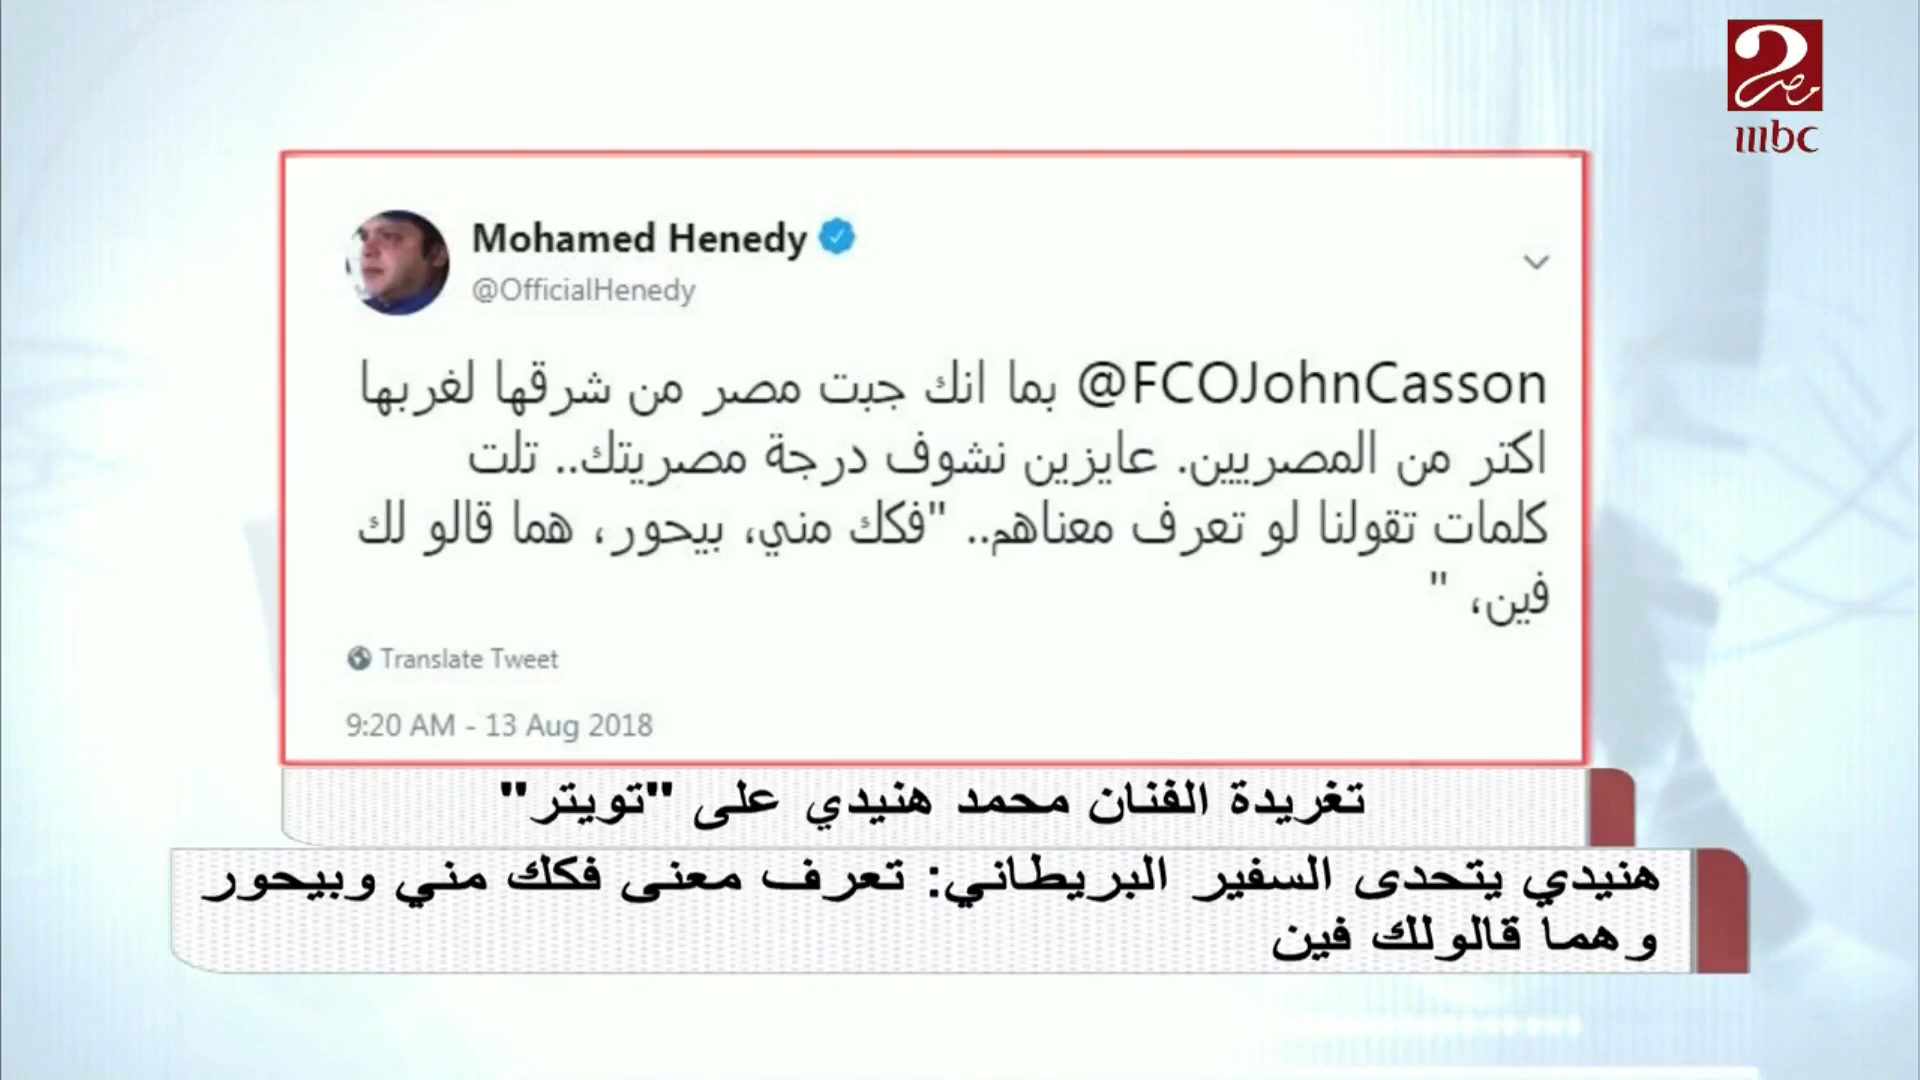 مصر
mbc
Mohamed Henedy
@OfficialHenedy
@FCOJohnCasson بما انك جبت مصر من شرقها لغربها
اكتر من المصريين. عايزين نشوف درجة مصريتك.. تلت
كلمات تقولنا لو تعرف معناهم.. "فكك مني، بيحور، هما قالو لك
فين، "
Translate Tweet
9:20 AM - 13 Aug 2018
تغريدة الفنان محمد هنيدي على "تويتر"
هنيدي يتحدى السفير البريطاني: تعرف معنى فكك مني وبيحور
وهما قالولك فين